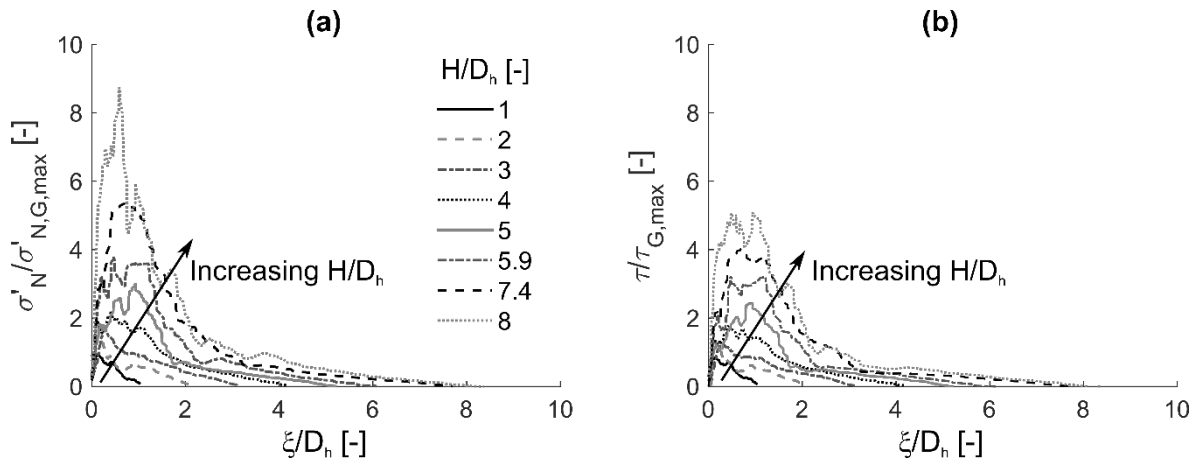 (a)
10
8
6
4
2
0
σ'N/σ'N,G,max [-]
H/Dh [-]
1
2
3
4
5
5.9
7.4
8
Increasing H/Dh
0 2 4 6 8 10
ξ/Dh [-]
(b)
10
8
6
4
2
0
τ/τG,max [-]
Increasing H/Dh
0 2 4 6 8 10
ξ/Dh [-]